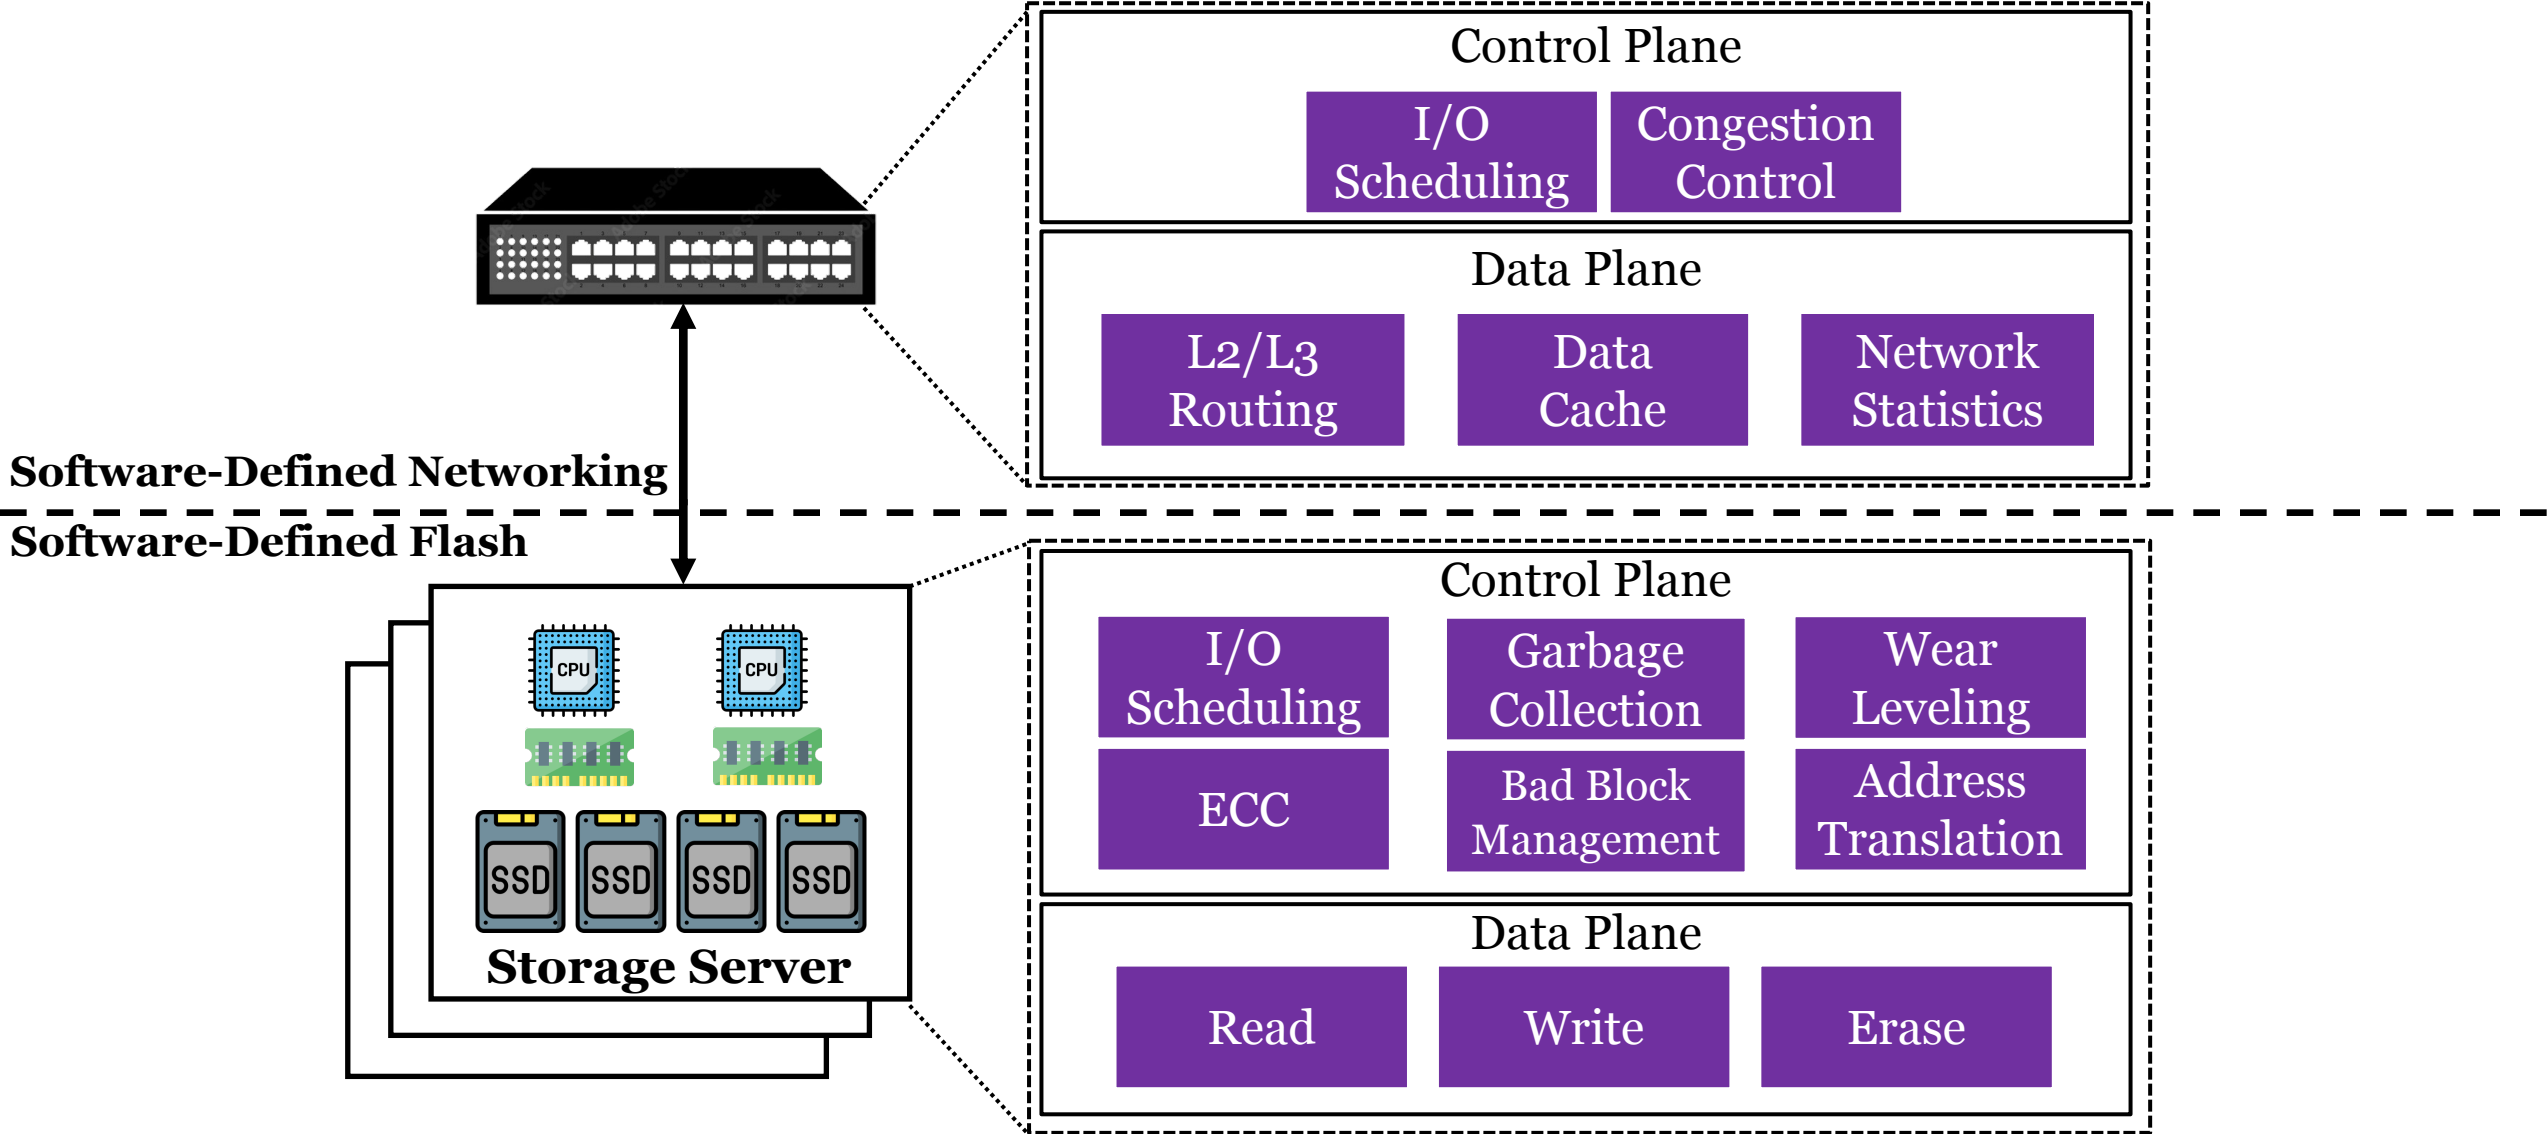 Control Plane
I/O
Scheduling
Congestion
Control
Data Plane
L2/L3
Routing
Data
Cache
Network
Statistics
Software-Defined Networking
Software-Defined Flash
CPU
CPU
SSD
SSD
SSD
SSD
Storage Server
Control Plane
I/O
Scheduling
Garbage
Collection
Wear
Leveling
ECC
Bad Block
Management
Address
Translation
Data Plane
Read
Write
Erase